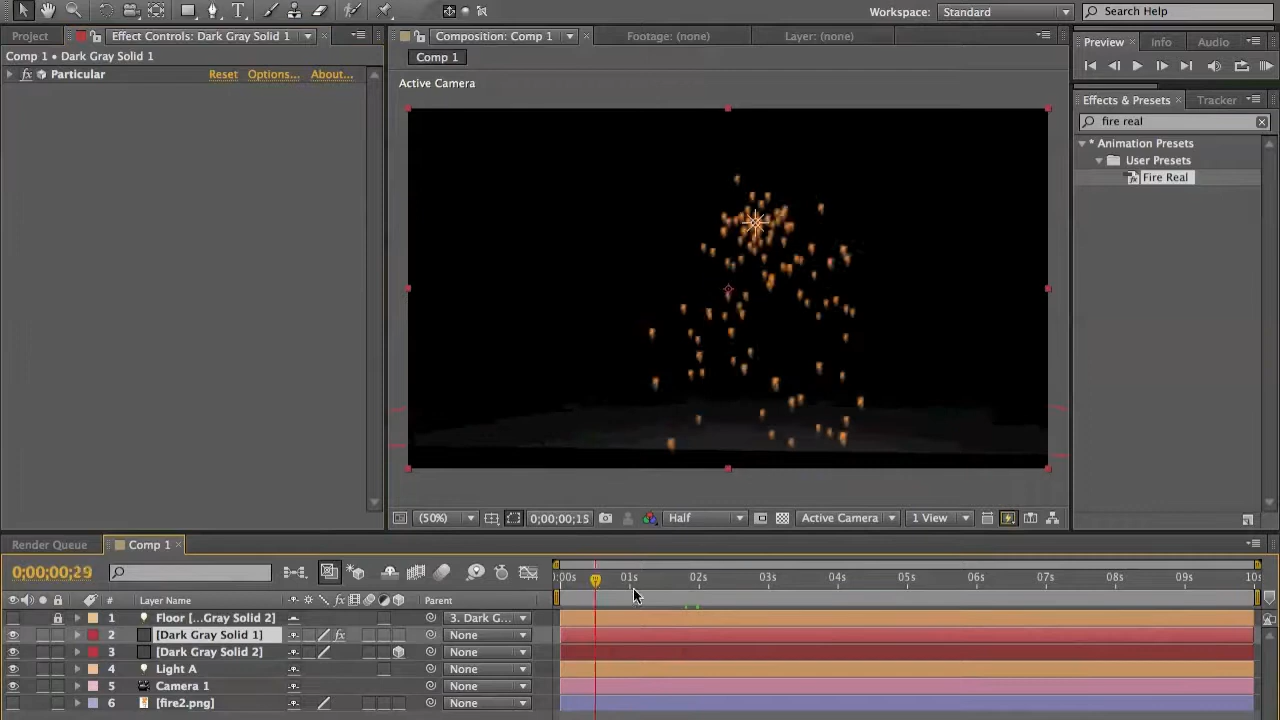 Workspace: Standard
Search Help
Project
Effect Controls: Dark Gray Solid 1
Composition: Comp 1
Footage: (none)
Layer: (none)
Preview
Info
Audio
Comp 1 • Dark Gray Solid 1
Comp 1
Particular
Reset
Options...
About...
Active Camera
Effects & Presets
Tracker
fire real
* Animation Presets
User Presets
Fire Real
(50%)
0;00;00;15
Half
Active Camera
1 View
Render Queue
Comp 1
0;00;00;29
:00s
01s
02s
03s
04s
05s
06s
07s
08s
09s
10s
# Layer Name
Parent
1 Floor [...Gray Solid 2]
3. Dark G...
2 [Dark Gray Solid 1]
None
3 [Dark Gray Solid 2]
None
4 Light A
None
5 Camera 1
None
6 [fire2.png]
None